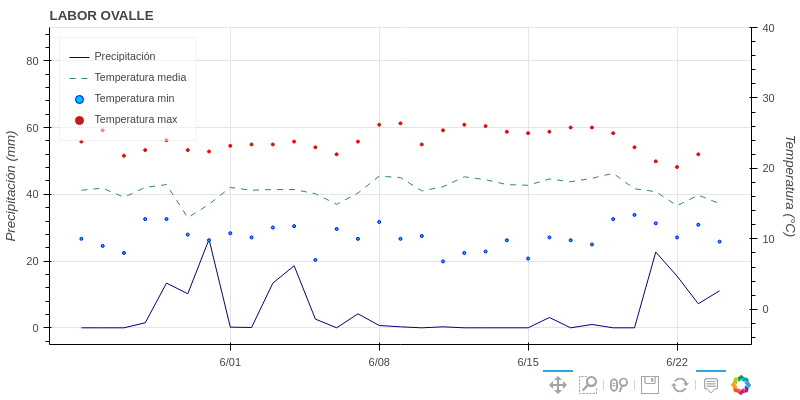 LABOR OVALLE
Precipitación
Temperatura media
Temperatura min
Temperatura max
Precipitación (mm)
80
60
40
20
0
Temperatura (°C)
40
30
20
10
0
6/01
6/08
6/15
6/22